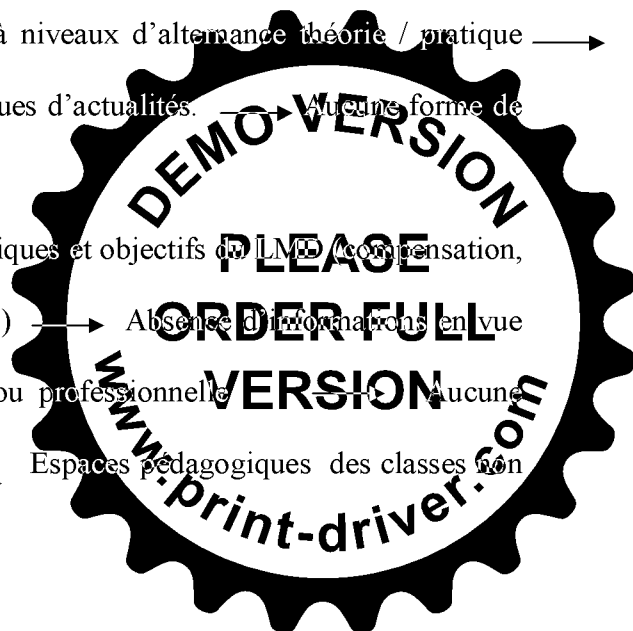 à niveaux d'alternance théorie / pratique
ues d'actualités. Aucune forme de
DEMO VERSION
iques et objectifs du LMD (compensation,
PLEASE
) Absence d'informations en vue
ORDER FULL
ou professionnelle Aucune
VERSION
Espaces pédagogiques des classes non
www.print-driver.com